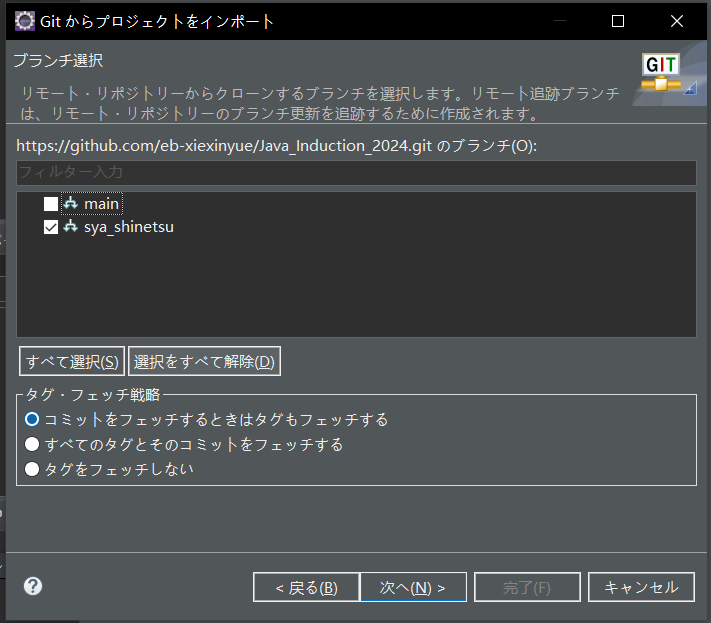 Git からプロジェクトをインポート
ブランチ選択
GIT
リモート・リポジトリーからクローンするブランチを選択します。リモート追跡ブランチ
は、リモート・リポジトリーのブランチ更新を追跡するために作成されます。
https://github.com/eb-xiexinyue/Java_Induction_2024.git のブランチ(O):
フィルター入力
main
sya_shinetsu
すべて選択(S) 選択をすべて解除(D)
タグ・フェッチ戦略
コミットをフェッチするときはタグもフェッチする
すべてのタグとそのコミットをフェッチする
タグをフェッチしない
? < 戻る(B) 次へ(N) > 完了(F) キャンセル